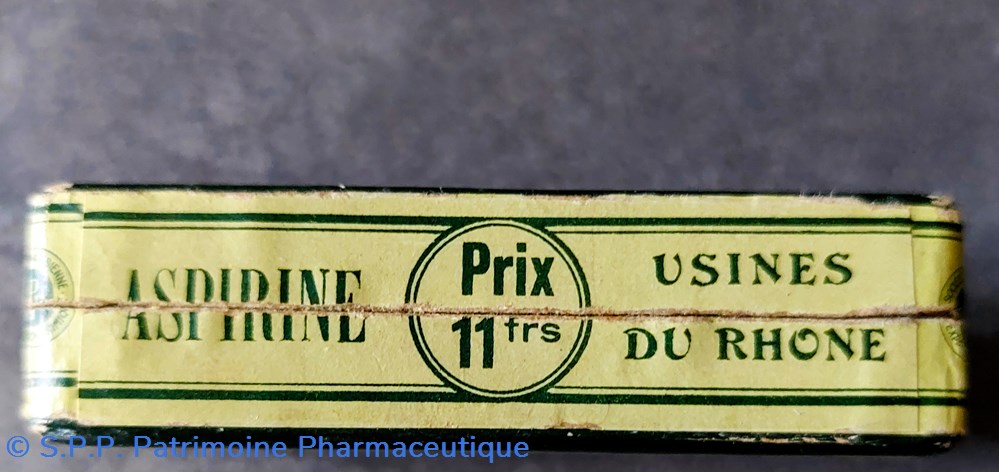 ASPIRINE
Prix
11 frs
USINES
DU RHONE
© S.P.P. Patrimoine Pharmaceutique